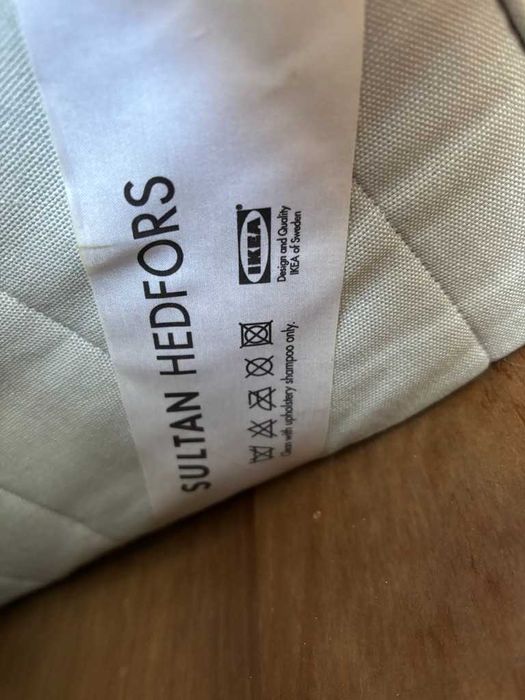 SULTAN HEDFORS
IKEA®
Design and Quality
IKEA of Sweden
Clean with upholstery shampoo only.